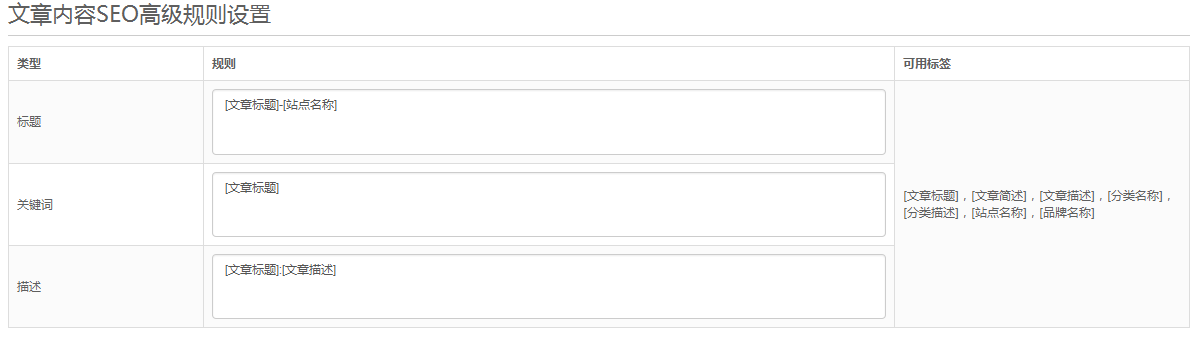 文章内容SEO高级规则设置
类型
规则
可用标签
标题
[文章标题]-[站点名称]
关键词
[文章标题]
描述
[文章标题]:[文章描述]
[文章标题]，[文章简述]，[文章描述]，[分类名称]，
[分类描述]，[站点名称]，[品牌名称]